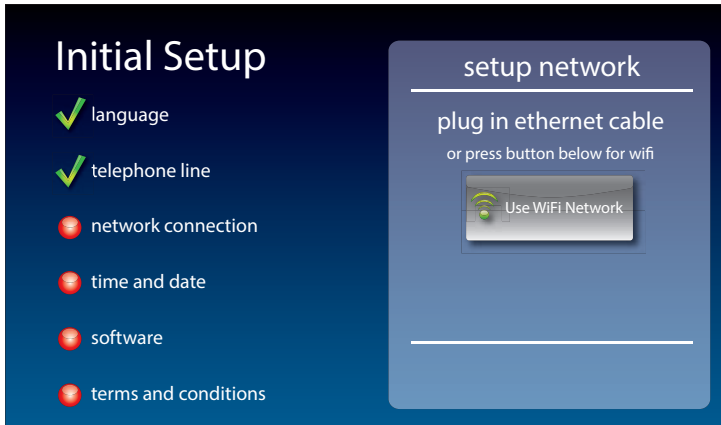 Initial Setup
language
telephone line
network connection
time and date
software
terms and conditions
setup network
plug in ethernet cable
or press button below for wifi
Use WiFi Network